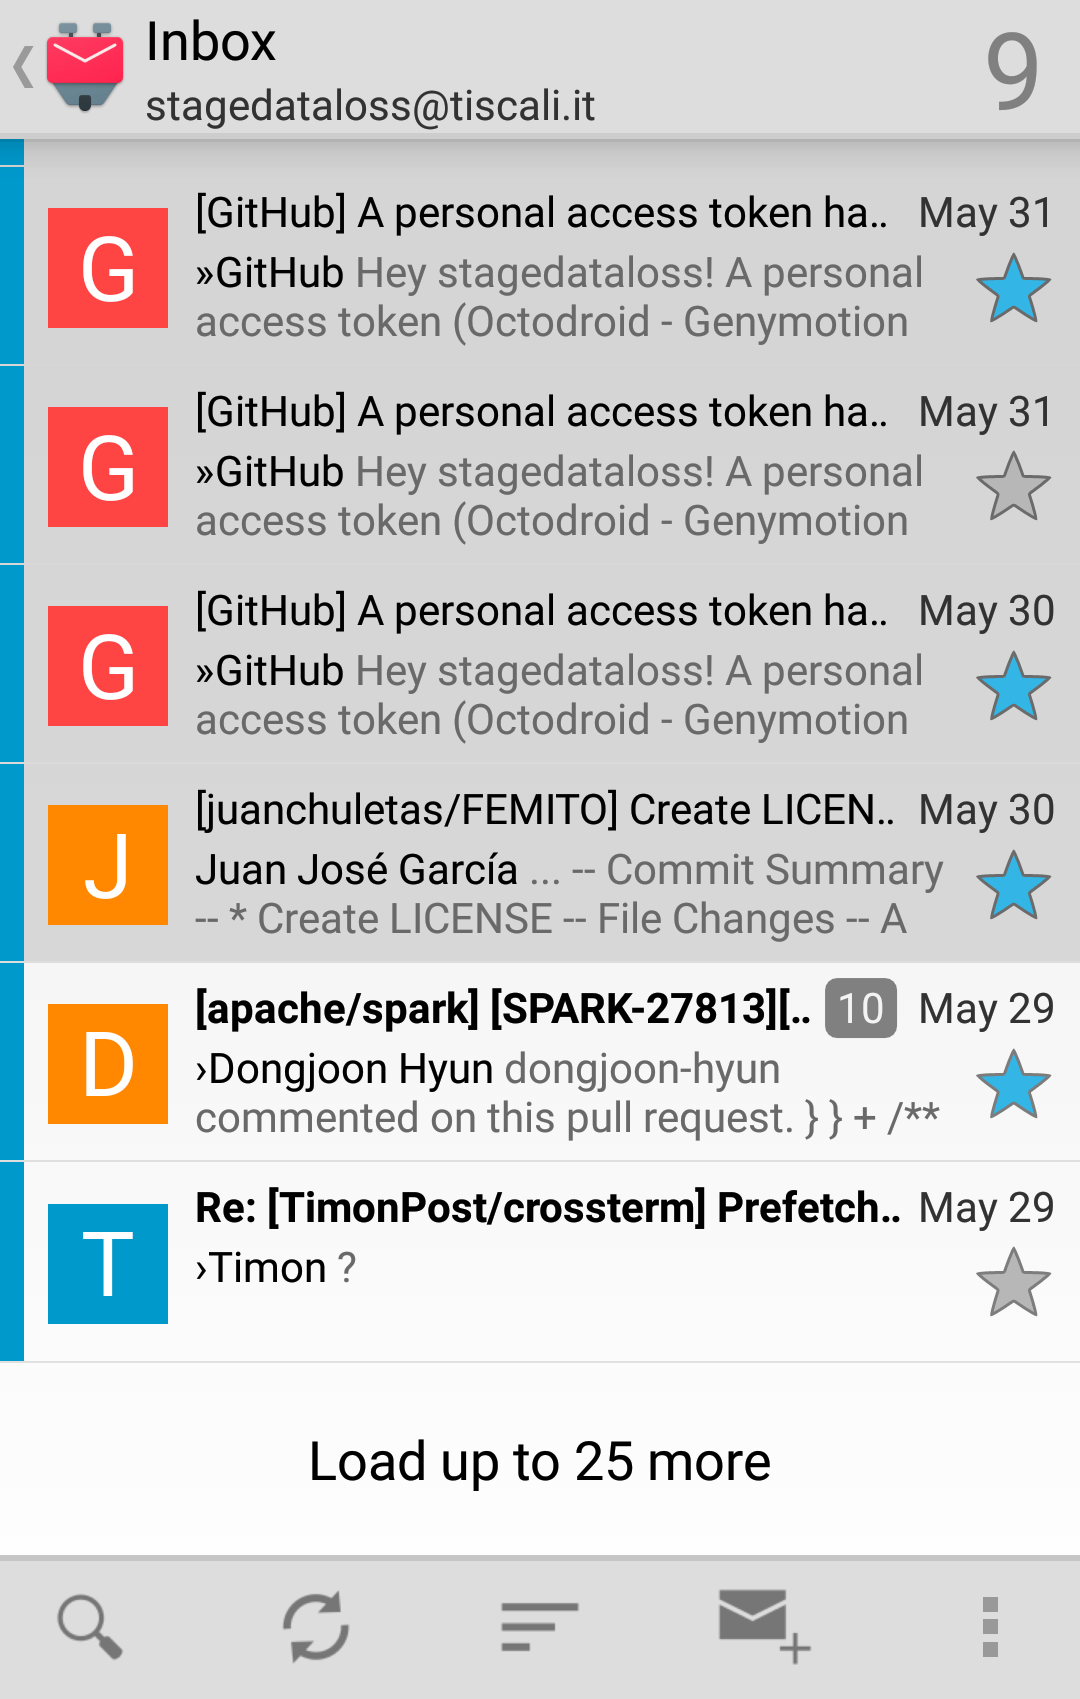 Inbox
9
stagedataloss@tiscali.it
[GitHub] A personal access token ha.. May 31
G
»GitHub Hey stagedataloss! A personal
access token (Octodroid - Genymotion
[GitHub] A personal access token ha.. May 31
G
»GitHub Hey stagedataloss! A personal
access token (Octodroid - Genymotion
[GitHub] A personal access token ha.. May 30
G
»GitHub Hey stagedataloss! A personal
access token (Octodroid - Genymotion
[juanchuletas/FEMITO] Create LICEN.. May 30
J
Juan José García ... -- Commit Summary
-- * Create LICENSE -- File Changes -- A
[apache/spark] [SPARK-27813][.. 10 May 29
D
›Dongjoon Hyun dongjoon-hyun
commented on this pull request. } } + /**
Re: [TimonPost/crossterm] Prefetch.. May 29
T
›Timon ?
Load up to 25 more